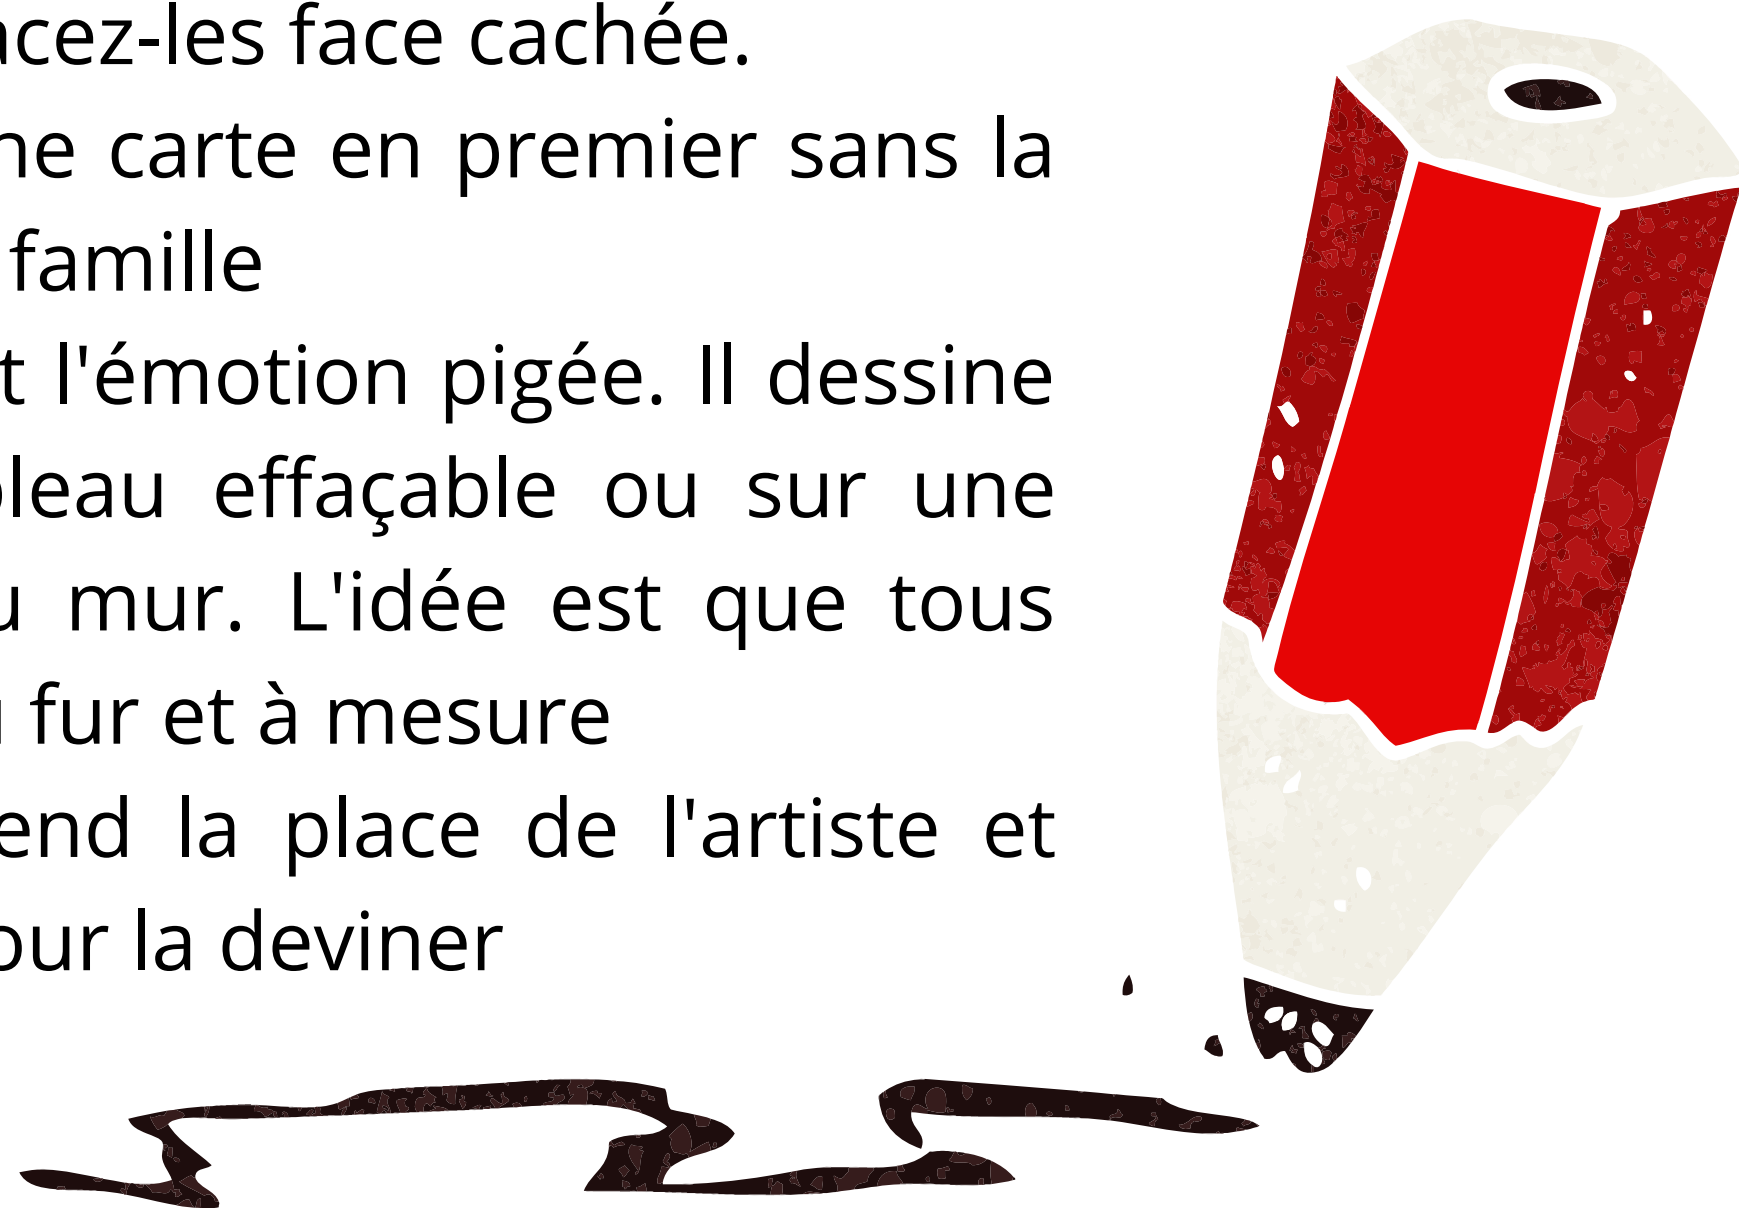 acez-les face cachée.
ne carte en premier sans la
famille
t l'émotion pigée. Il dessine
bleau effaçable ou sur une
u mur. L'idée est que tous
u fur et à mesure
end la place de l'artiste et
our la deviner